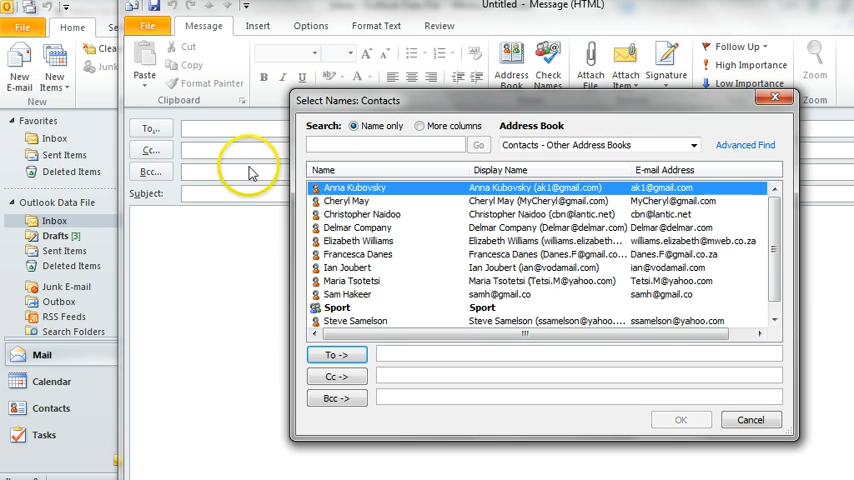 Untitled - Message (HTML)
File
Home
Se
File
Message
Insert
Options
Format Text
Review
New
E-mail
New
Items
Clea
Junk
New
Paste
Cut
Copy
Format Painter
Clipboard
B I U
Address
Book
Check
Names
Attach
File
Attach
Item
Signature
Follow Up
High Importance
Low Importance
Zoom
Zoom
Favorites
Inbox
Sent Items
Deleted Items
Outlook Data File
Inbox
Drafts [3]
Sent Items
Deleted Items
Junk E-mail
Outbox
RSS Feeds
Search Folders
Mail
Calendar
Contacts
Tasks
To...
Cc...
Bcc...
Subject:
Select Names: Contacts
Search: Name only More columns Address Book
Go Contacts - Other Address Books Advanced Find
Name Display Name E-mail Address
Anna Kubovsky Anna Kubovsky (ak1@gmail.com) ak1@gmail.com
Cheryl May Cheryl May (MyCheryl@gmail.com) MyCheryl@gmail.com
Christopher Naidoo Christopher Naidoo (cbn@lantic.net) cbn@lantic.net
Delmar Company Delmar Company (Delmar@delmar.com) Delmar@delmar.com
Elizabeth Williams Elizabeth Williams (williams.elizabeth... williams.elizabeth@mweb.co.za
Francesca Danes Francesca Danes (Danes.F@gmail.co.... Danes.F@gmail.co.za
Ian Joubert Ian Joubert (ian@vodamail.com) ian@vodamail.com
Maria Tsotetsi Maria Tsotetsi (Tetsi.M@yahoo.com) Tetsi.M@yahoo.com
Sam Hakeer Sam Hakeer (samh@gmail.co) samh@gmail.co
Sport Sport
Steve Samelson Steve Samelson (ssamelson@yahoo.... ssamelson@yahoo.com
To ->
Cc ->
Bcc ->
OK Cancel